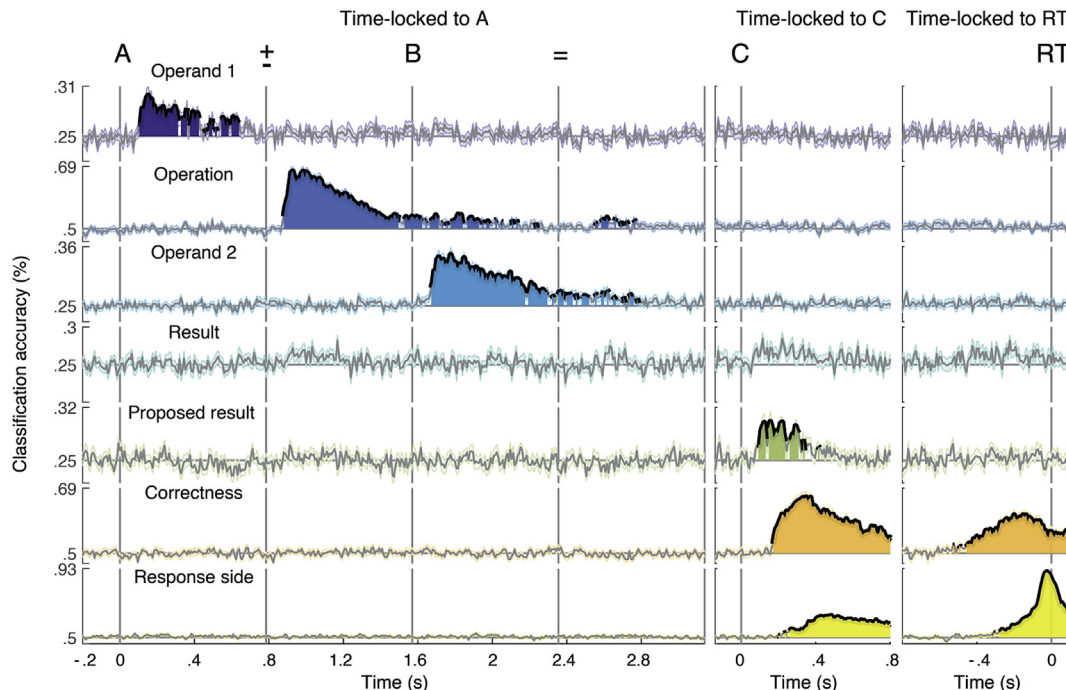 Time-locked to A Time-locked to C Time-locked to RT
A ± B = C RT
Operand 1
.31
.25
Operation
.69
.5
Operand 2
.36
.25
Result
.3
.25
Proposed result
.32
.25
Correctness
.69
.5
Response side
.93
.5
Classification accuracy (%)
-.2 0 .4 .8 1.2 1.6 2 2.4 2.8 0 .4 .8 -.4 0
Time (s) Time (s) Time (s)